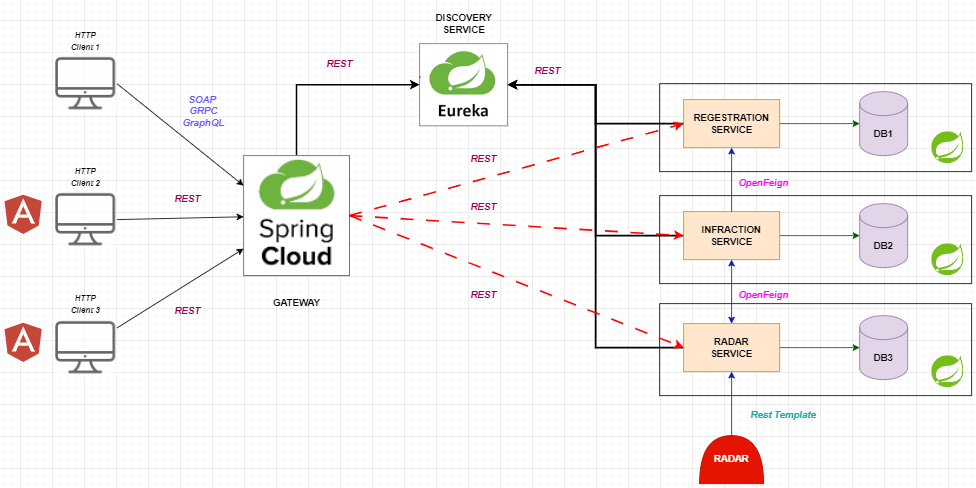 DISCOVERY
SERVICE
HTTP
Client 1
REST
REST
Eureka
SOAP
GRPC
GraphQL
REGESTRATION
SERVICE
DB1
HTTP
Client 2
REST
REST
OpenFeign
A
REST
REST
Spring
Cloud
INFRACTION
SERVICE
DB2
GATEWAY
HTTP
Client 3
REST
REST
OpenFeign
A
RADAR
SERVICE
DB3
Rest Template
RADAR